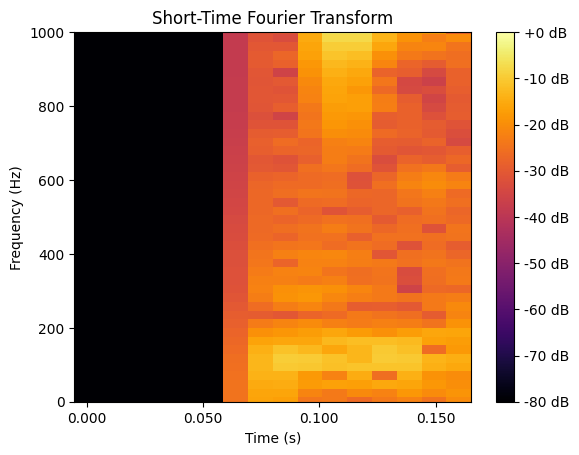 Short-Time Fourier Transform
1000
800
600
400
200
0
Frequency (Hz)
0.000
0.050
0.100
0.150
Time (s)
+0 dB
-10 dB
-20 dB
-30 dB
-40 dB
-50 dB
-60 dB
-70 dB
-80 dB